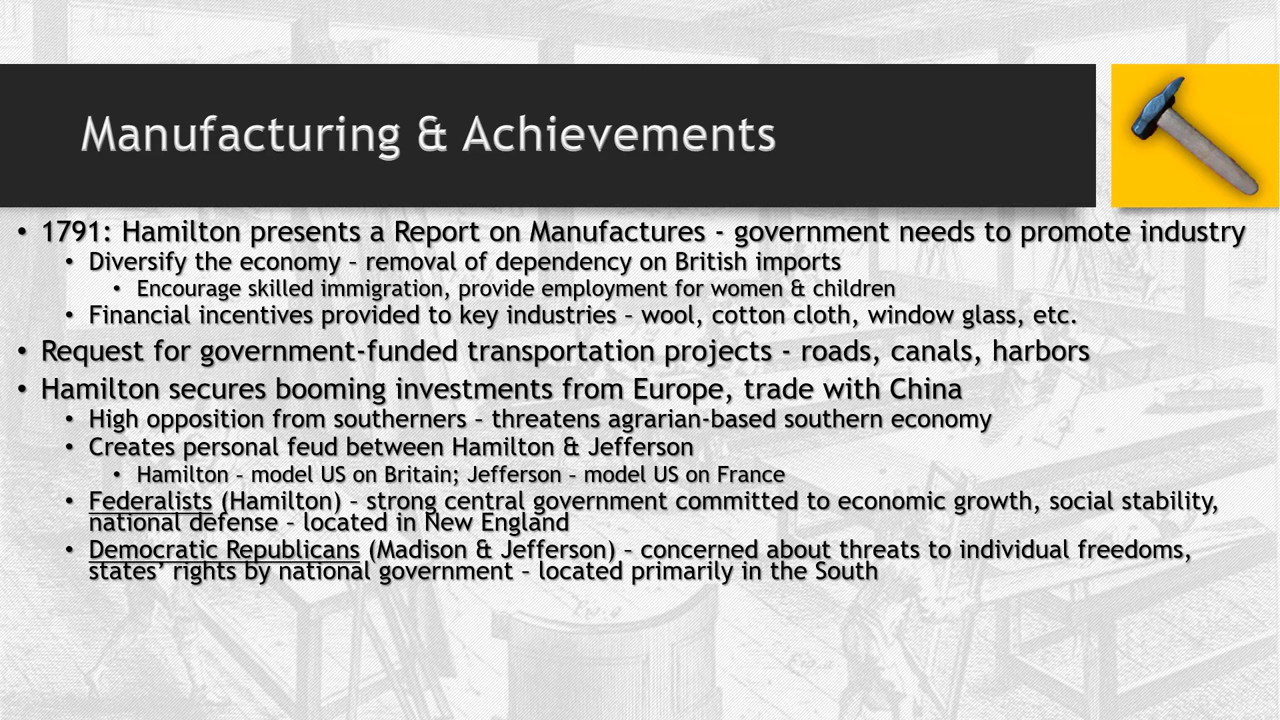 Manufacturing & Achievements
• 1791: Hamilton presents a Report on Manufactures - government needs to promote industry
• Diversify the economy – removal of dependency on British imports
• Encourage skilled immigration, provide employment for women & children
• Financial incentives provided to key industries – wool, cotton cloth, window glass, etc.
• Request for government-funded transportation projects - roads, canals, harbors
• Hamilton secures booming investments from Europe, trade with China
• High opposition from southerners – threatens agrarian-based southern economy
• Creates personal feud between Hamilton & Jefferson
• Hamilton – model US on Britain; Jefferson – model US on France
• Federalists (Hamilton) – strong central government committed to economic growth, social stability,
national defense – located in New England
• Democratic Republicans (Madison & Jefferson) – concerned about threats to individual freedoms,
states’ rights by national government – located primarily in the South